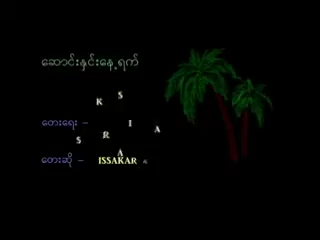 ဆောင်းနှင်းနေ့ရက်
တေးရေး –
K S
S R I A
A
တေးဆို – ISSAKAR